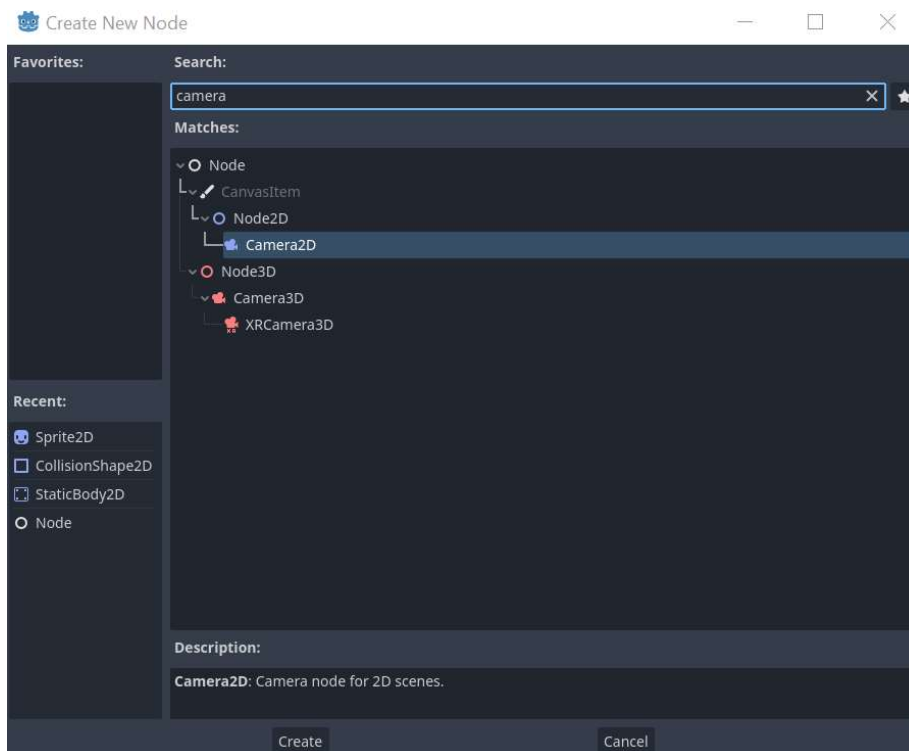 Create New Node
Favorites:
Search:
camera
Matches:
Node
CanvasItem
Node2D
Camera2D
Node3D
Camera3D
XRCamera3D
Recent:
Sprite2D
CollisionShape2D
StaticBody2D
Node
Description:
Camera2D: Camera node for 2D scenes.
Create
Cancel